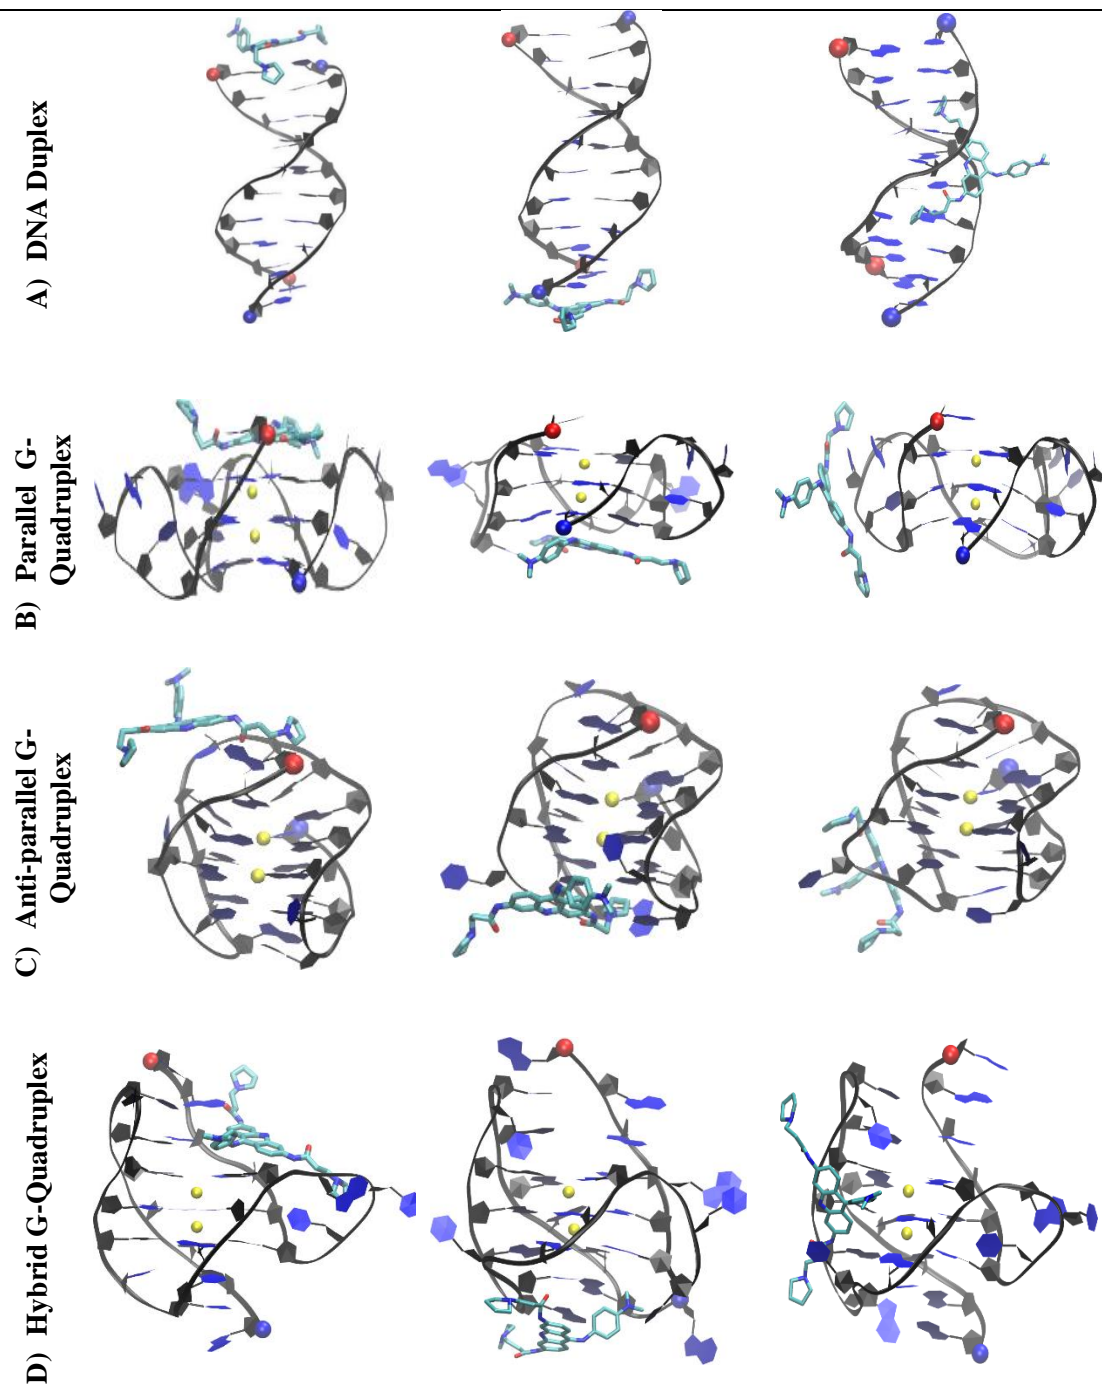 A) DNA Duplex
B) Parallel G-
Quadruplex
C) Anti-parallel G-
Quadruplex
D) Hybrid G-Quadruplex